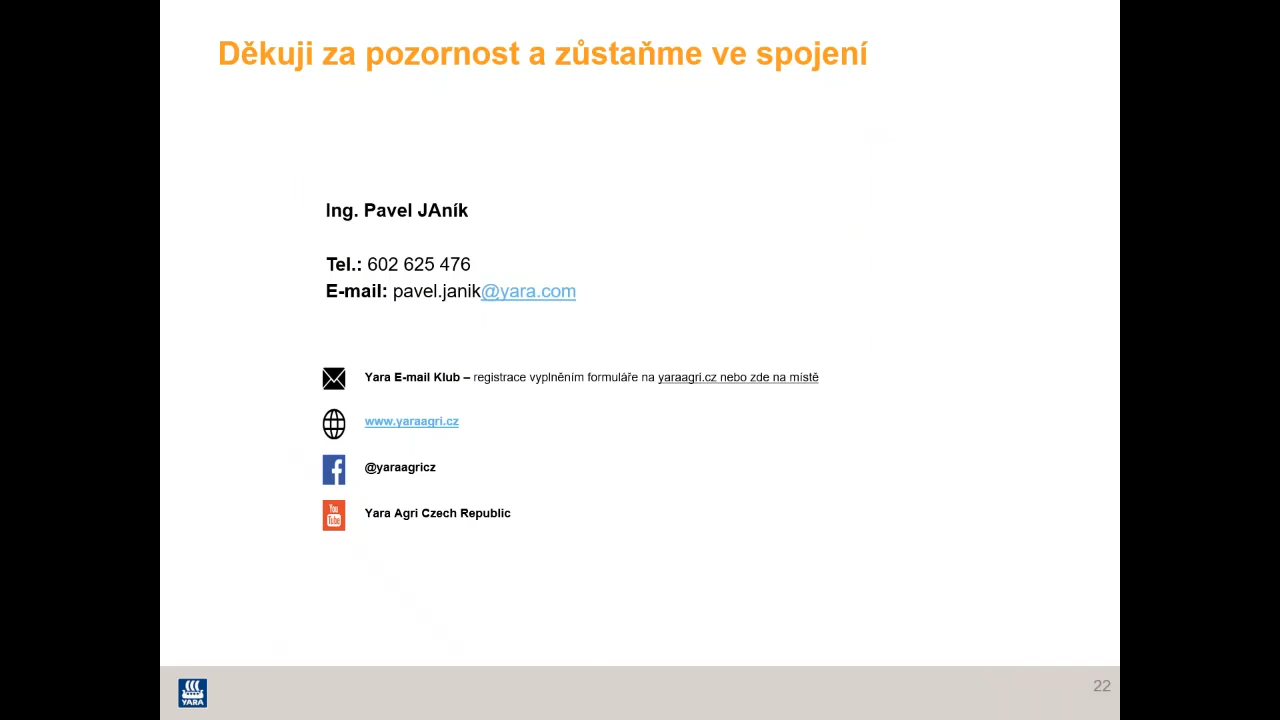 Děkuji za pozornost a zůstaňme ve spojení
Ing. Pavel JAník
Tel.: 602 625 476
E-mail: pavel.janik@yara.com
Yara E-mail Klub – registrace vyplněním formuláře na yaraagri.cz nebo zde na místě
www.yaraagri.cz
@yaraagricz
You
Tube
Yara Agri Czech Republic
YARA
22